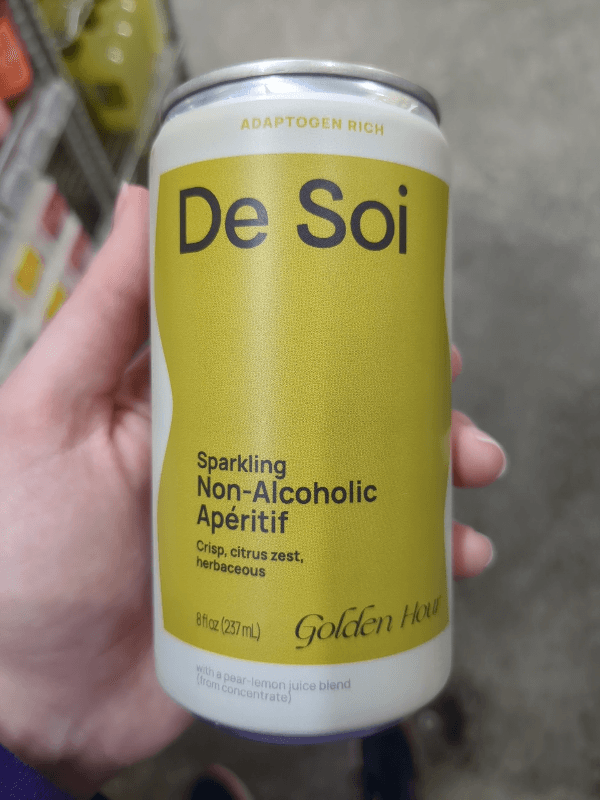 ADAPTOGEN RICH
De Soi
Sparkling
Non-Alcoholic
Apéritif
Crisp, citrus zest,
herbaceous
8 fl oz (237 mL)
Golden Hour
with a pear-lemon juice blend
(from concentrate)